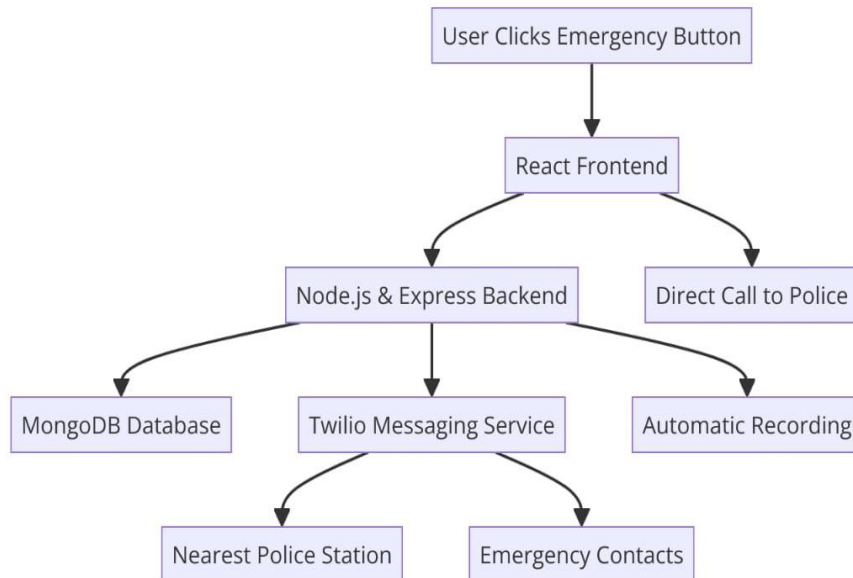 User Clicks Emergency Button
React Frontend
Node.js & Express Backend
Direct Call to Police
MongoDB Database
Twilio Messaging Service
Automatic Recording
Nearest Police Station
Emergency Contacts